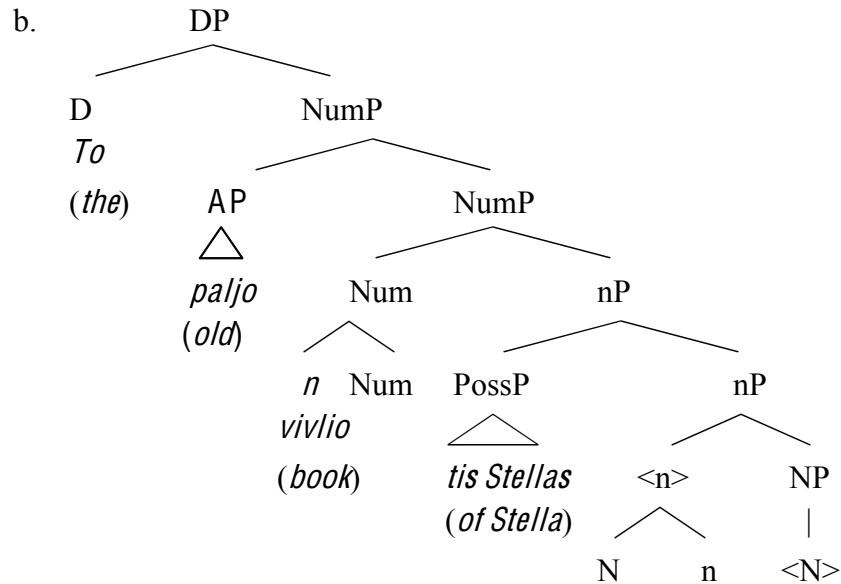 b. DP
D NumP
To
(the) AP NumP
paljo Num nP
(old)
n Num PossP nP
vivlio
(book) tis Stellas <n> NP
(of Stella) |
N n <N>